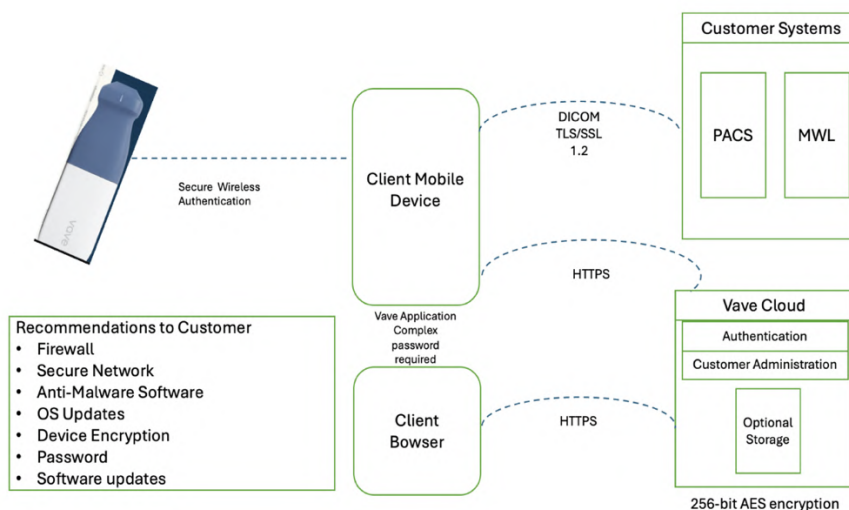 vave
Secure Wireless
Authentication
Client Mobile
Device
DICOM
TLS/SSL
1.2
Customer Systems
PACS
MWL
HTTPS
Vave Application
Complex
password
required
Recommendations to Customer
• Firewall
• Secure Network
• Anti-Malware Software
• OS Updates
• Device Encryption
• Password
• Software updates
Client
Bowser
HTTPS
Vave Cloud
Authentication
Customer Administration
Optional
Storage
256-bit AES encryption